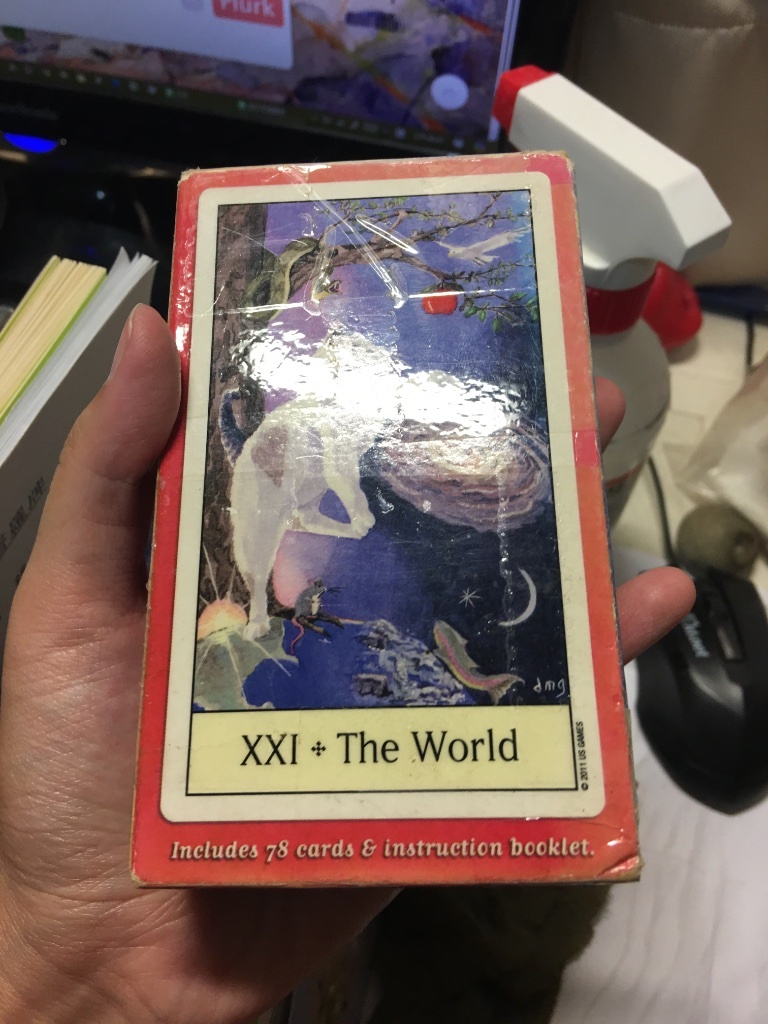 Plurk
XXI ✣ The World
dmg
© 2011 US GAMES
Includes 78 cards & instruction booklet.